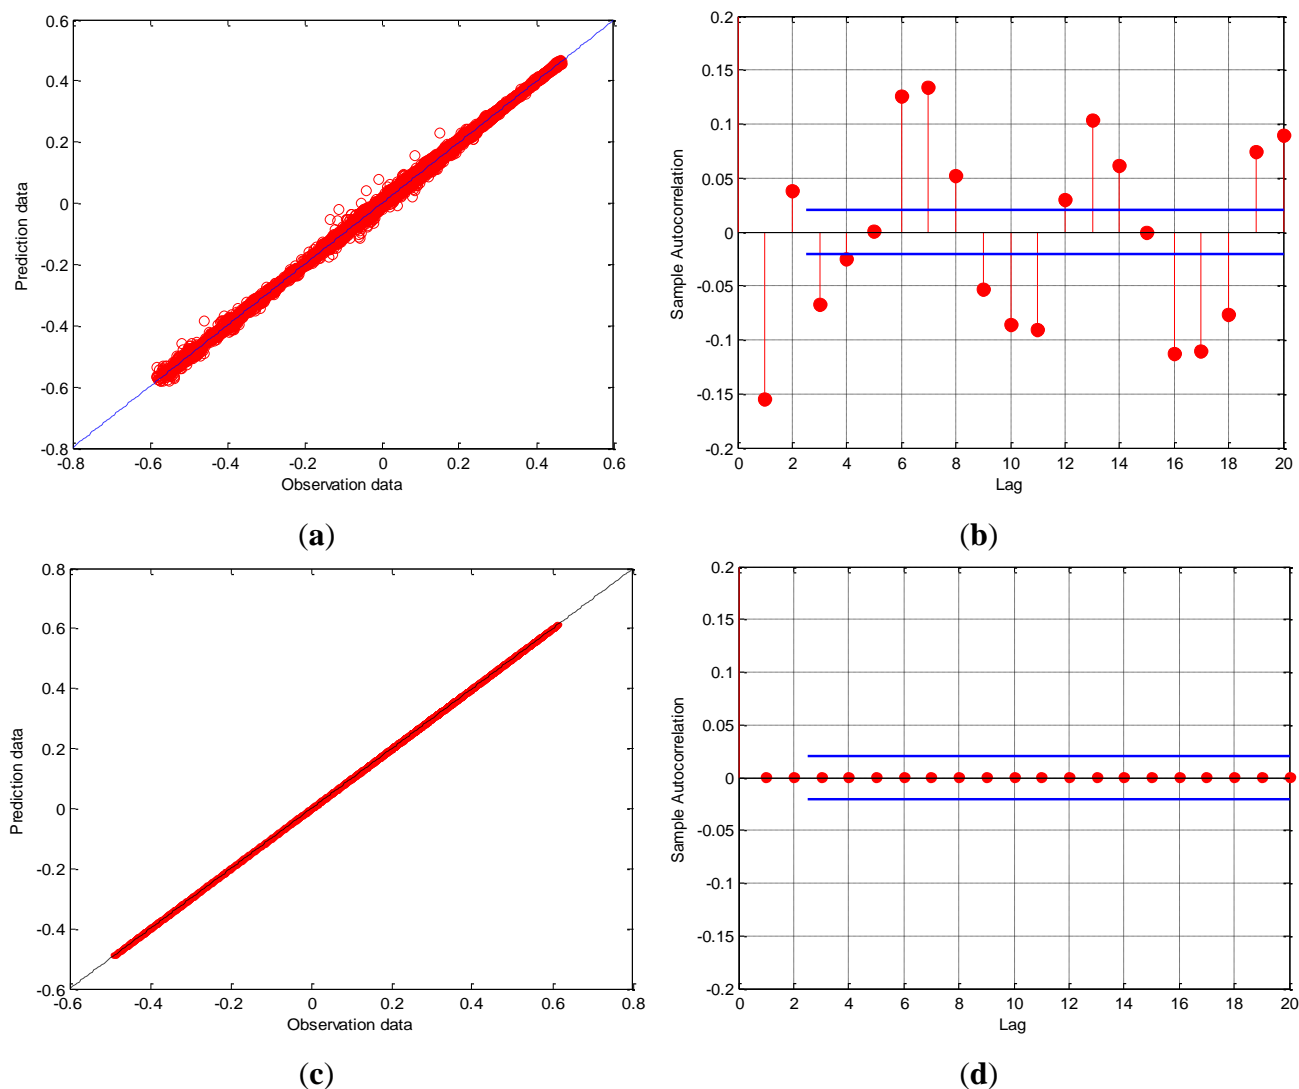 0.6
0.4
0.2
0
-0.2
-0.4
-0.6
-0.8
Prediction data
-0.8 -0.6 -0.4 -0.2 0 0.2 0.4 0.6
Observation data
(a)
0.2
0.15
0.1
0.05
0
-0.05
-0.1
-0.15
-0.2
Sample Autocorrelation
0 2 4 6 8 10 12 14 16 18 20
Lag
(b)
0.8
0.6
0.4
0.2
0
-0.2
-0.4
-0.6
Prediction data
-0.6 -0.4 -0.2 0 0.2 0.4 0.6 0.8
Observation data
(c)
0.2
0.15
0.1
0.05
0
-0.05
-0.1
-0.15
-0.2
Sample Autocorrelation
0 2 4 6 8 10 12 14 16 18 20
Lag
(d)